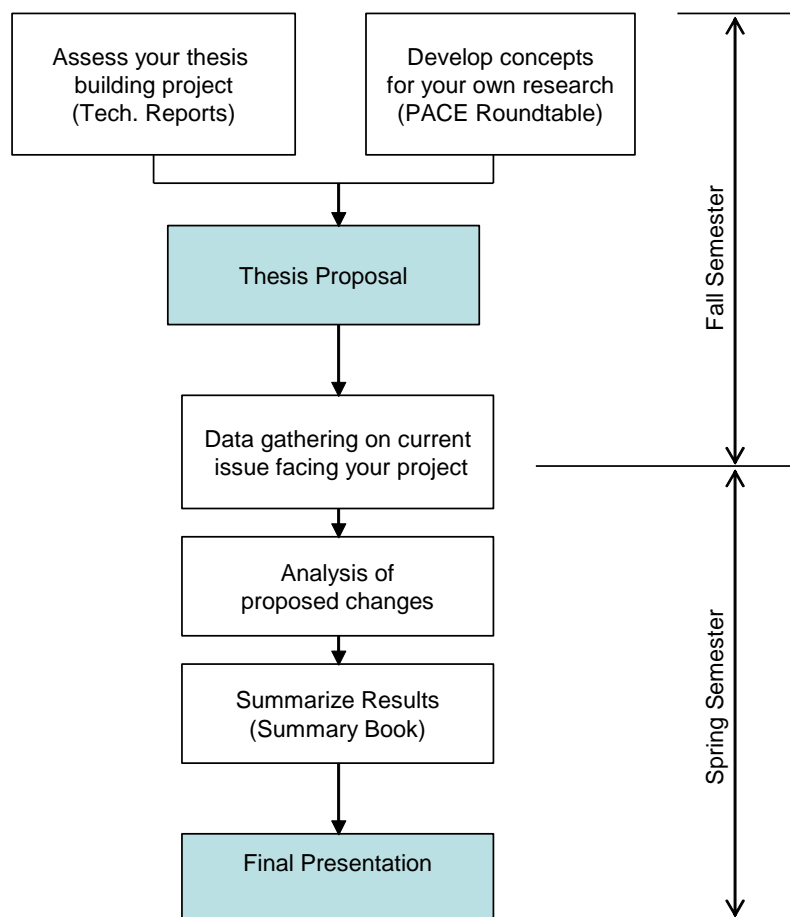 Assess your thesis
building project
(Tech. Reports)
Develop concepts
for your own research
(PACE Roundtable)
Thesis Proposal
Data gathering on current
issue facing your project
Analysis of
proposed changes
Summarize Results
(Summary Book)
Final Presentation
Fall Semester
Spring Semester